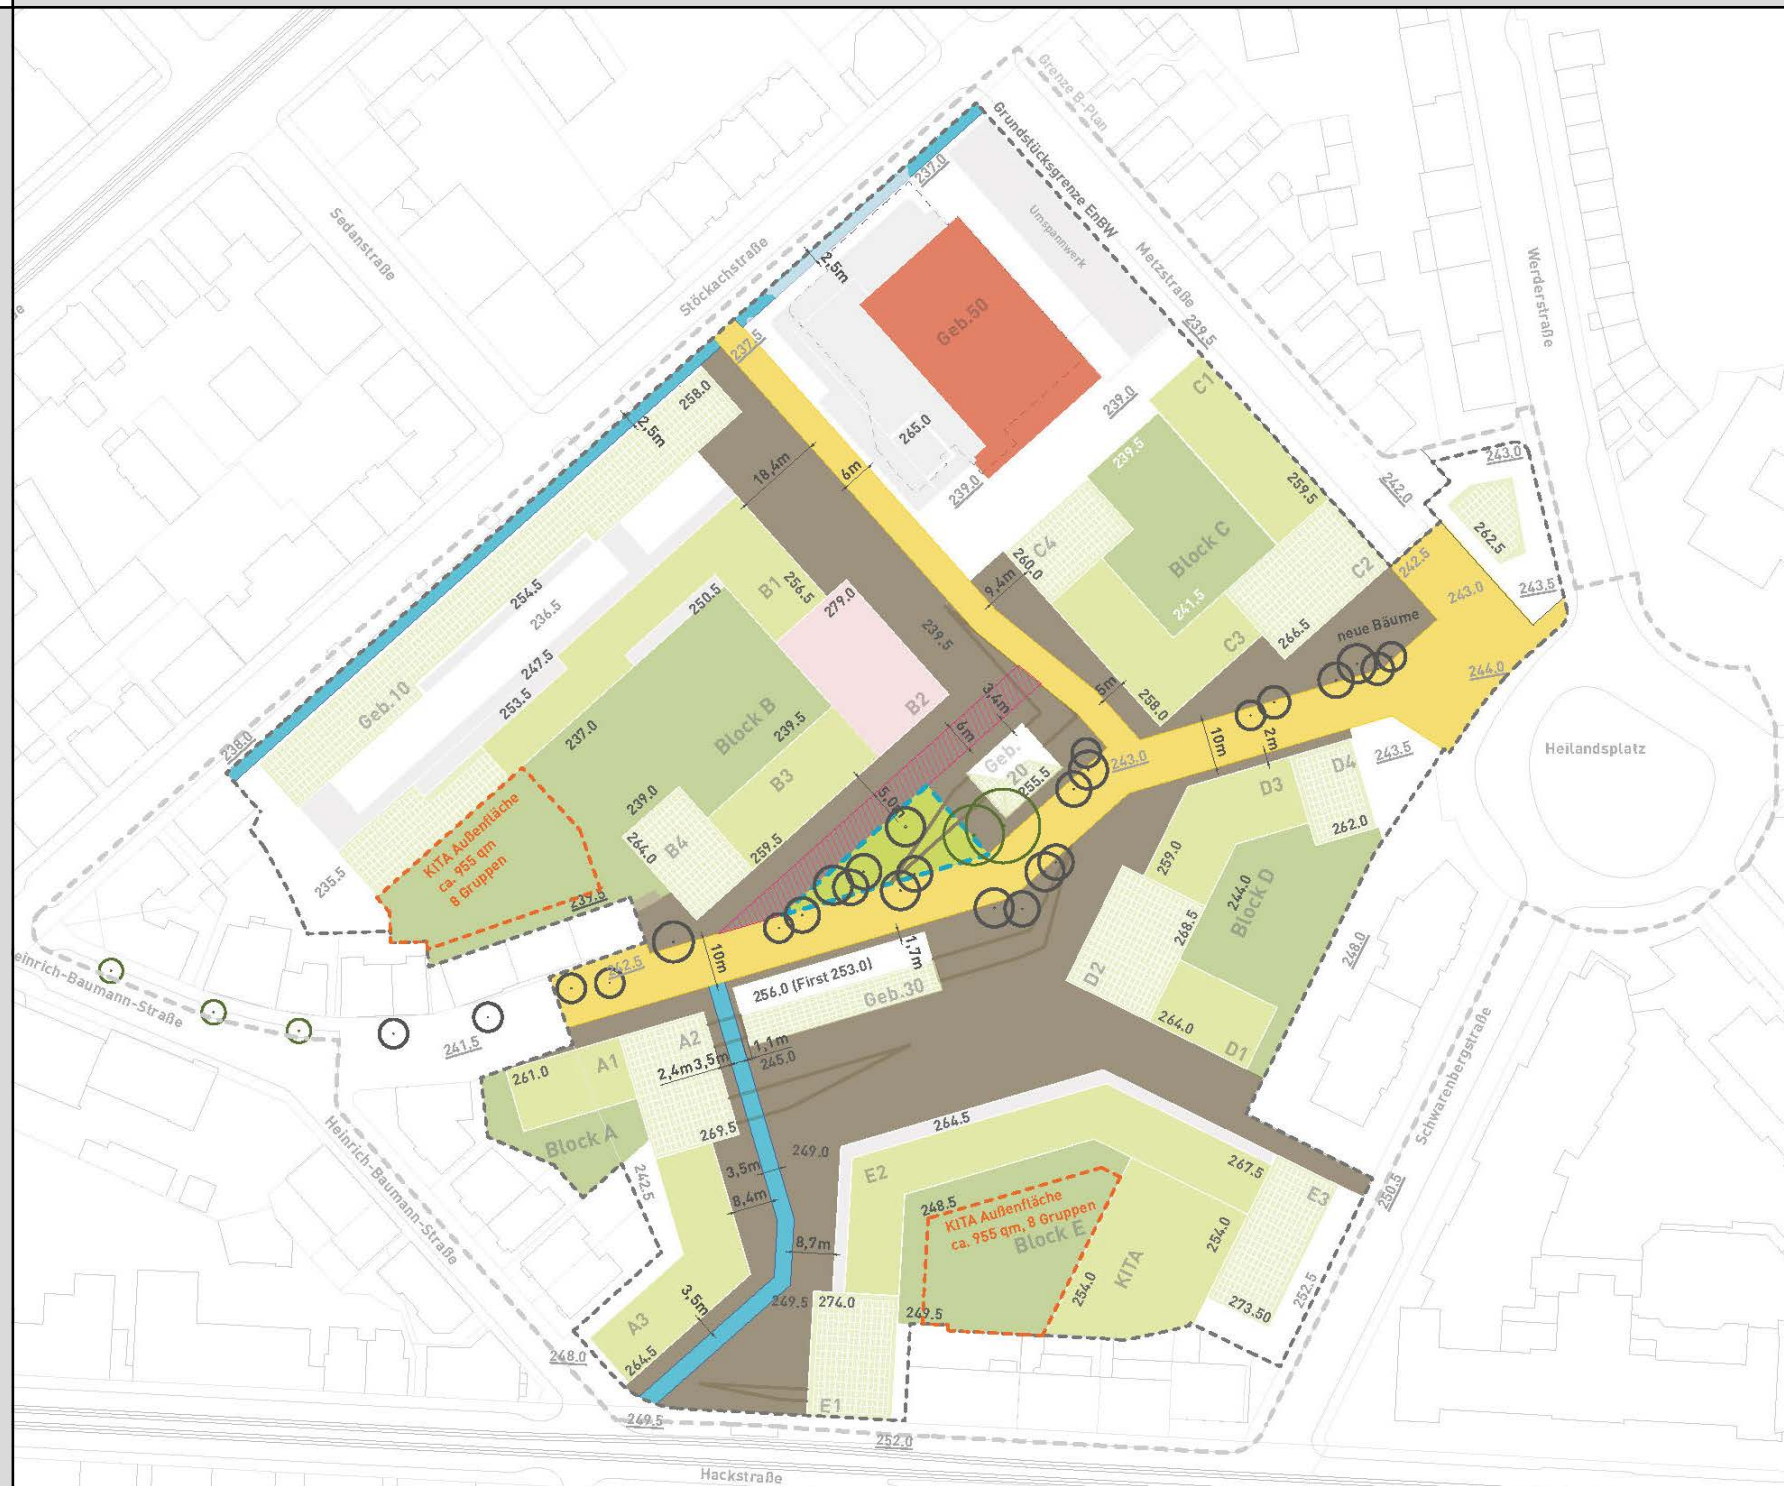 Grenze B-Plan
Grundstücksgrenze EnBW
237.0
Umspannwerk
Sedanstraße
Stöckachstraße
Metzstraße
Werderstraße
2,5m
Geb.50
239.5
237.5
258.0
2,5m
239.0
C1
265.0
18,4m
6m
239.5
259.5
239.0
242.0
243.0
262.5
C4
260.0
Block C
C2
242.5
243.0
243.5
254.5
236.5
B1
256.5
250.5
279.0
9,4m
241.5
239.5
C3
266.5
neue Bäume
247.5
253.5
Geb.10
B2
3,4m
5m
258.0
244.0
238.0
237.0
Block B
239.5
6m
10m
2m
Heilandsplatz
243.5
Geb.
20
255.5
243.0
D3
D4
262.0
B3
239.0
5.0m
KITA Außenfläche
ca. 955 qm
8 Gruppen
264.0
B4
259.5
259.0
235.5
239.5
244.0
Block D
268.5
248.0
10m
242.5
1,7m
256.0 (First 253.0)
Geb.30
D2
264.0
D1
einrich-Baumann-Straße
241.5
A2
A1
261.0
2,4m
3,5m
1,1m
245.0
Block A
269.5
264.5
Schwarenbergstraße
Heinrich-Baumann-Straße
242.5
249.0
3,5m
8,4m
E2
267.5
E3
250.5
248.5
KITA Außenfläche
ca. 955 qm, 8 Gruppen
Block E
254.0
8,7m
KITA
254.0
252.5
249.5
274.0
249.5
273.50
3,5m
A3
264.5
248.0
E1
249.5
252.0
Hackstraße